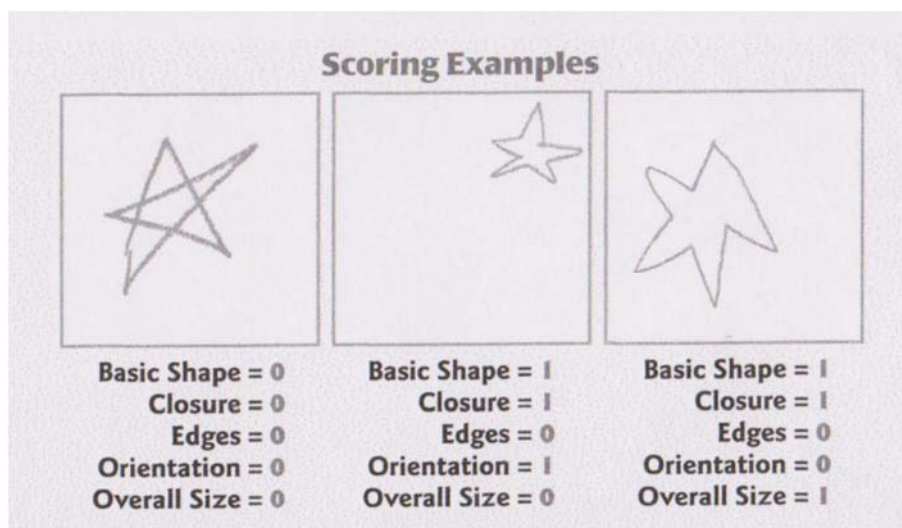 Scoring Examples
Basic Shape = 0
Closure = 0
Edges = 0
Orientation = 0
Overall Size = 0
Basic Shape = 1
Closure = 1
Edges = 0
Orientation = 1
Overall Size = 0
Basic Shape = 1
Closure = 1
Edges = 0
Orientation = 0
Overall Size = 1